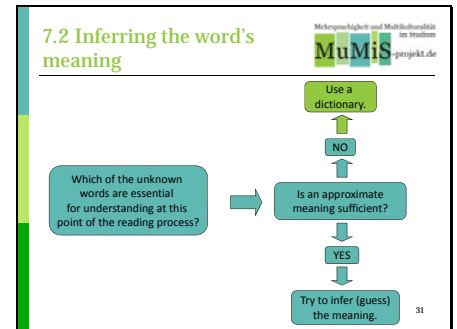 7.2 Inferring the word's
meaning
Mehrsprachigkeit und Multikulturalität
im Studium
MuMiS-projekt.de
Use a
dictionary.
NO
Which of the unknown
words are essential
for understanding at this
point of the reading process?
Is an approximate
meaning sufficient?
YES
Try to infer (guess)
the meaning.
31